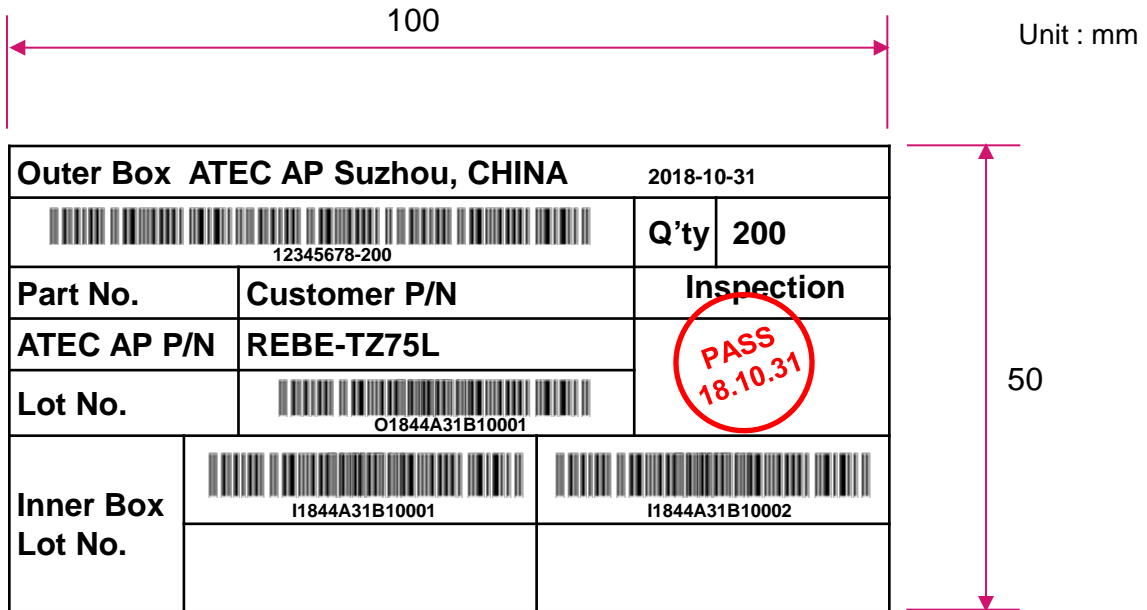 100
Unit : mm
Outer Box ATEC AP Suzhou, CHINA 2018-10-31
12345678-200
Q’ty 200
Part No. Customer P/N Inspection
ATEC AP P/N REBE-TZ75L
PASS
18.10.31
Lot No.
O1844A31B10001
50
Inner Box
Lot No.
I1844A31B10001 I1844A31B10002